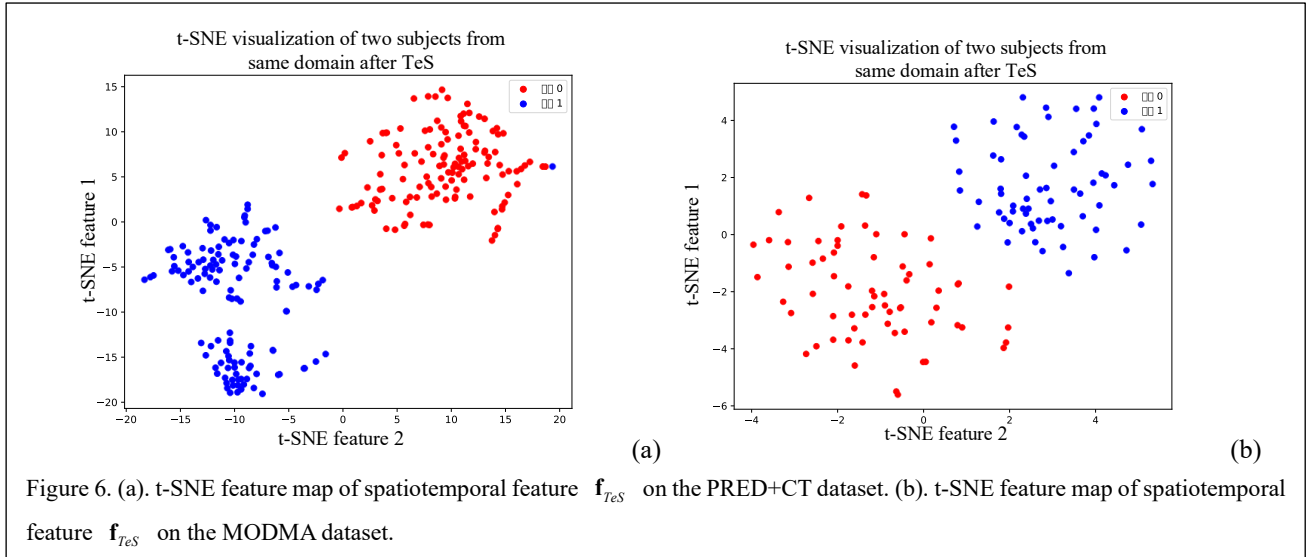 t-SNE visualization of two subjects from
same domain after TeS
15
10
5
0
−5
−10
−15
−20
−20 −15 −10 −5 0 5 10 15 20
t-SNE feature 1
t-SNE feature 2
0
1
(a)
t-SNE visualization of two subjects from
same domain after TeS
4
2
0
−2
−4
−6
−4 −2 0 2 4
t-SNE feature 1
t-SNE feature 2
0
1
(b)
Figure 6. (a). t-SNE feature map of spatiotemporal feature f_TeS on the PRED+CT dataset. (b). t-SNE feature map of spatiotemporal
feature f_TeS on the MODMA dataset.